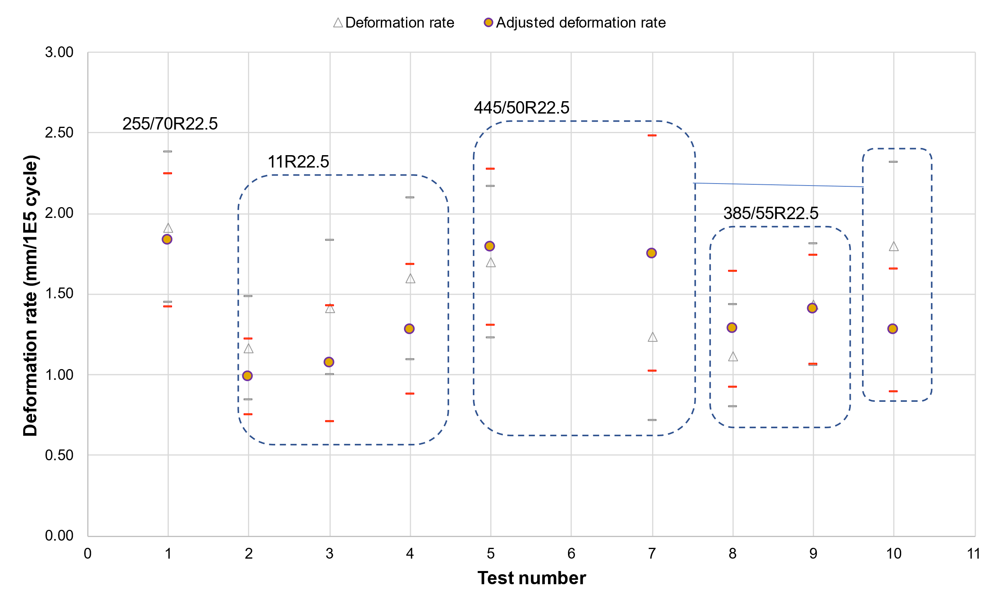 Deformation rate Adjusted deformation rate
3.00
2.50
2.00
1.50
1.00
0.50
0.00
Deformation rate (mm/1E5 cycle)
255/70R22.5
11R22.5
445/50R22.5
385/55R22.5
0 1 2 3 4 5 6 7 8 9 10 11
Test number